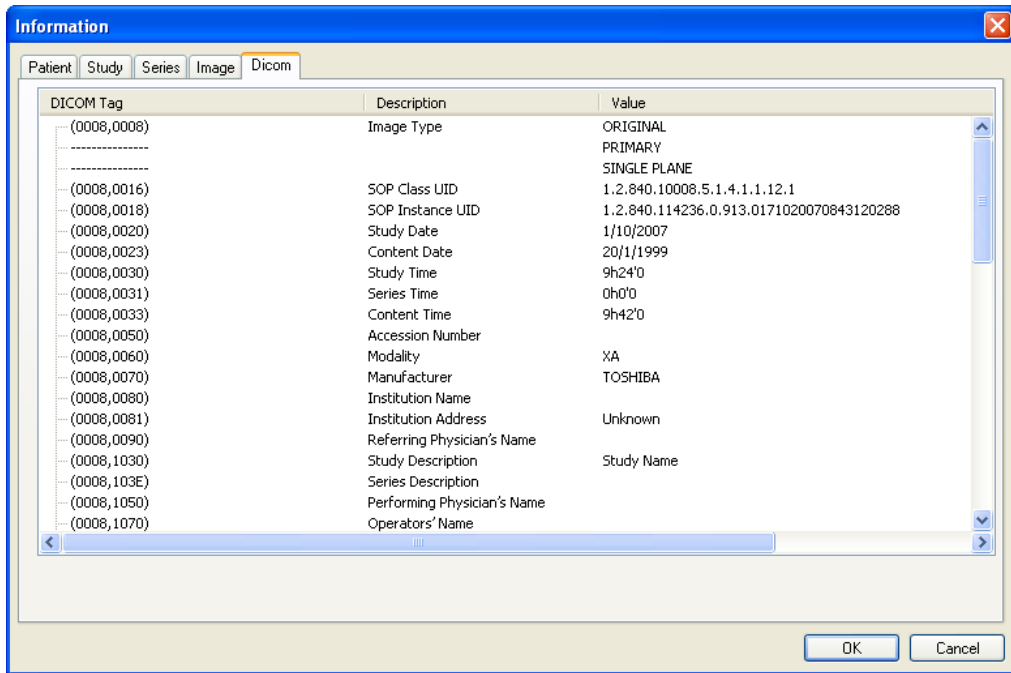 Information
Patient Study Series Image Dicom
DICOM Tag Description Value
(0008,0008) Image Type ORIGINAL
--------------- PRIMARY
--------------- SINGLE PLANE
(0008,0016) SOP Class UID 1.2.840.10008.5.1.4.1.1.12.1
(0008,0018) SOP Instance UID 1.2.840.114236.0.913.0171020070843120288
(0008,0020) Study Date 1/10/2007
(0008,0023) Content Date 20/1/1999
(0008,0030) Study Time 9h24'0
(0008,0031) Series Time 0h0'0
(0008,0033) Content Time 9h42'0
(0008,0050) Accession Number
(0008,0060) Modality XA
(0008,0070) Manufacturer TOSHIBA
(0008,0080) Institution Name
(0008,0081) Institution Address Unknown
(0008,0090) Referring Physician's Name
(0008,1030) Study Description Study Name
(0008,103E) Series Description
(0008,1050) Performing Physician's Name
(0008,1070) Operators' Name
OK Cancel